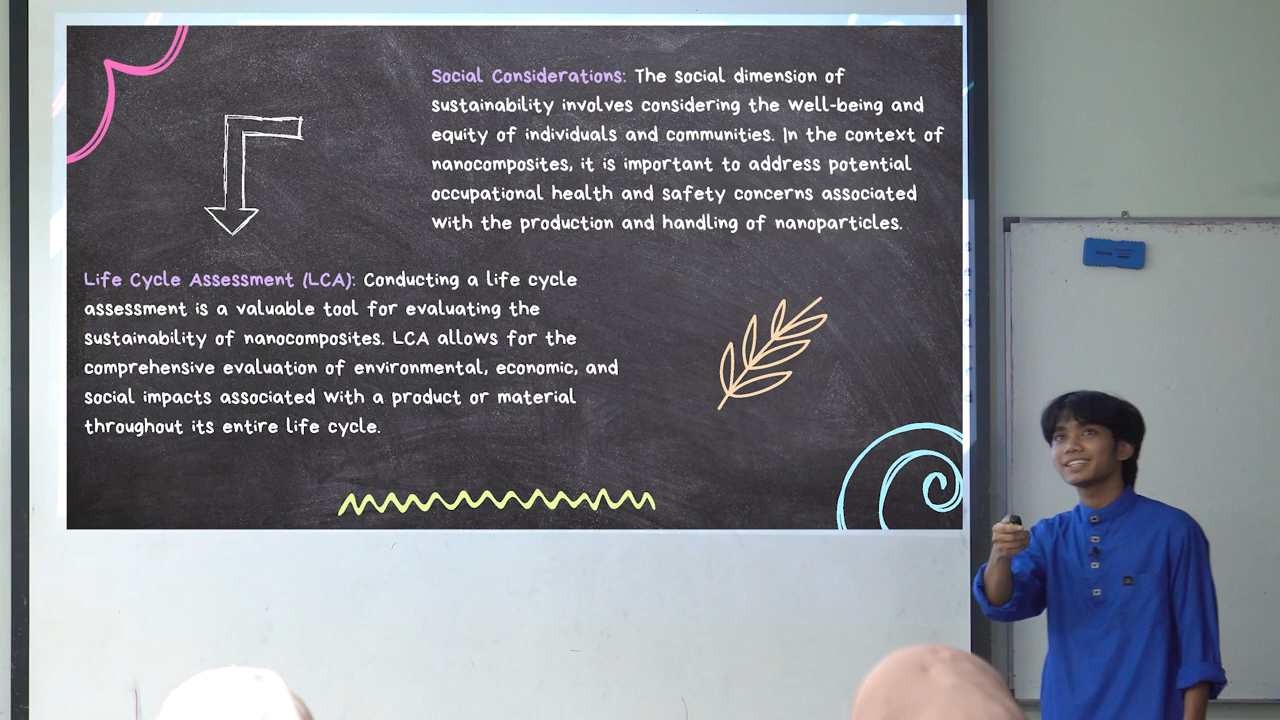 Social Considerations: The social dimension of
sustainability involves considering the well-being and
equity of individuals and communities. In the context of
nanocomposites, it is important to address potential
occupational health and safety concerns associated
with the production and handling of nanoparticles.
Life Cycle Assessment (LCA): Conducting a life cycle
assessment is a valuable tool for evaluating the
sustainability of nanocomposites. LCA allows for the
comprehensive evaluation of environmental, economic, and
social impacts associated with a product or material
throughout its entire life cycle.